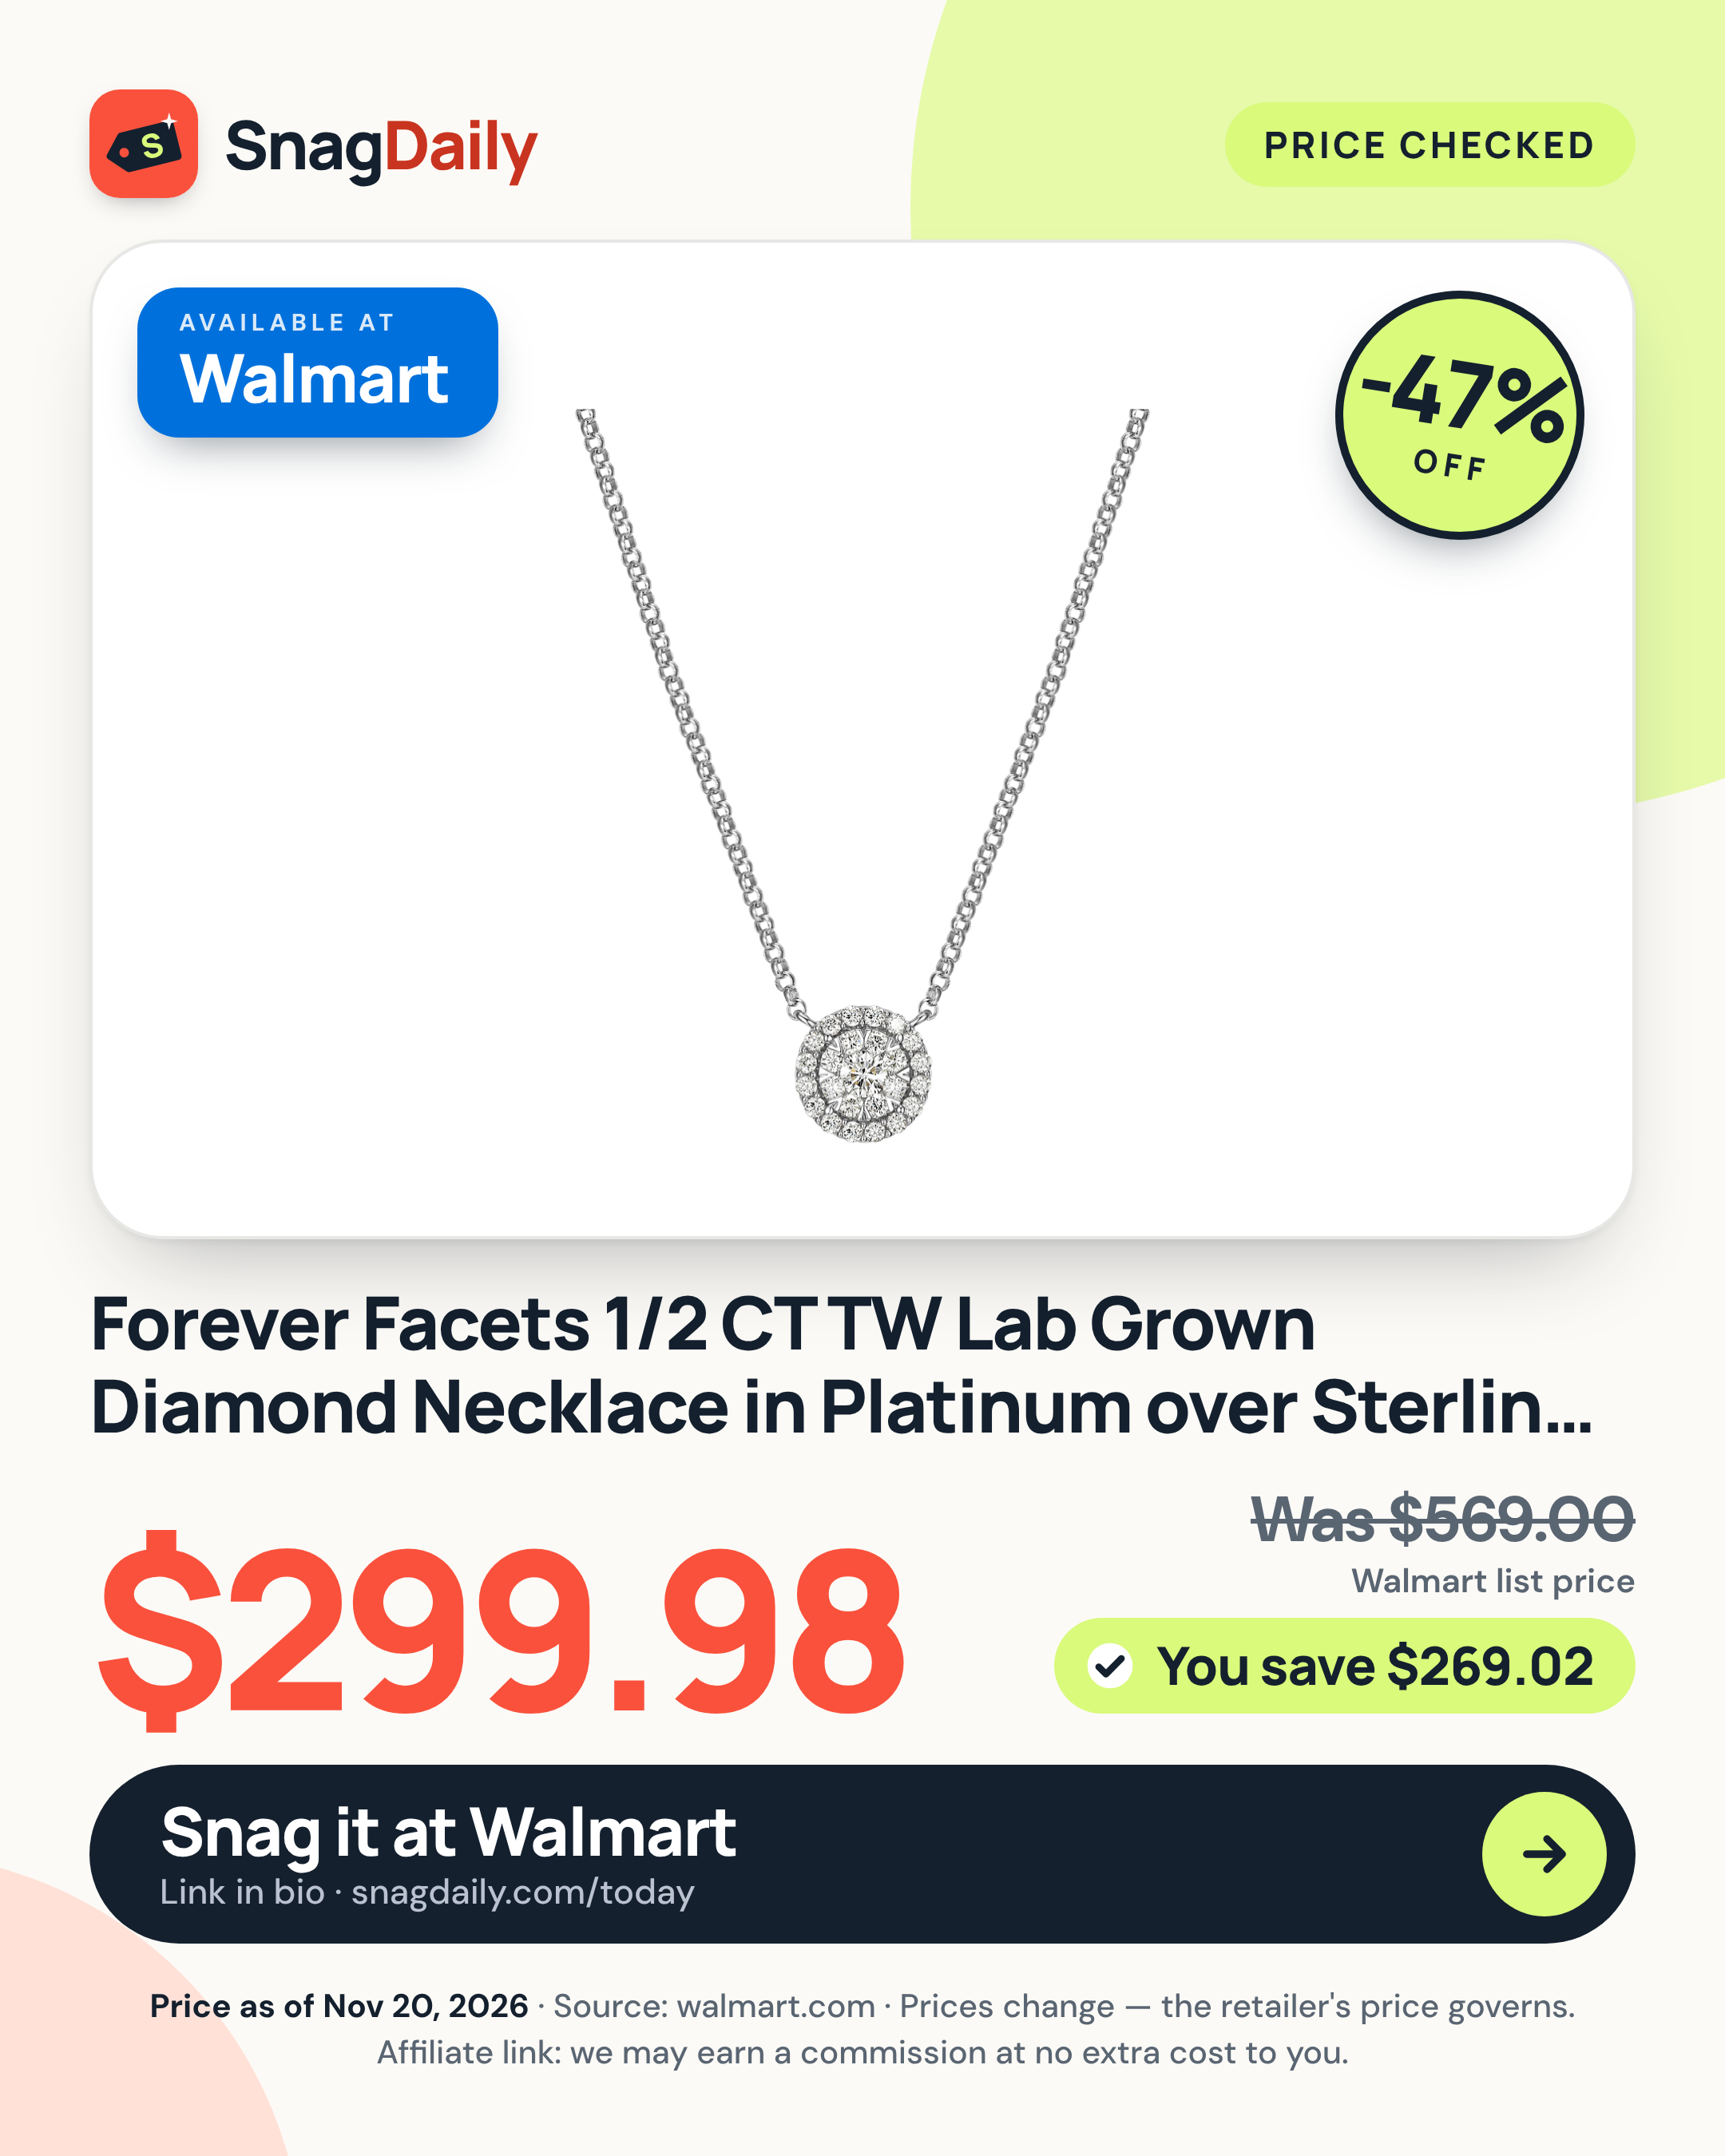 S
SnagDaily
PRICE CHECKED
AVAILABLE AT
Walmart
-47%
OFF
Forever Facets 1/2 CT TW Lab Grown
Diamond Necklace in Platinum over Sterlin...
$299.98
Was $569.00
Walmart list price
You save $269.02
Snag it at Walmart
Link in bio · snagdaily.com/today
Price as of Nov 20, 2026 · Source: walmart.com · Prices change — the retailer's price governs.
Affiliate link: we may earn a commission at no extra cost to you.